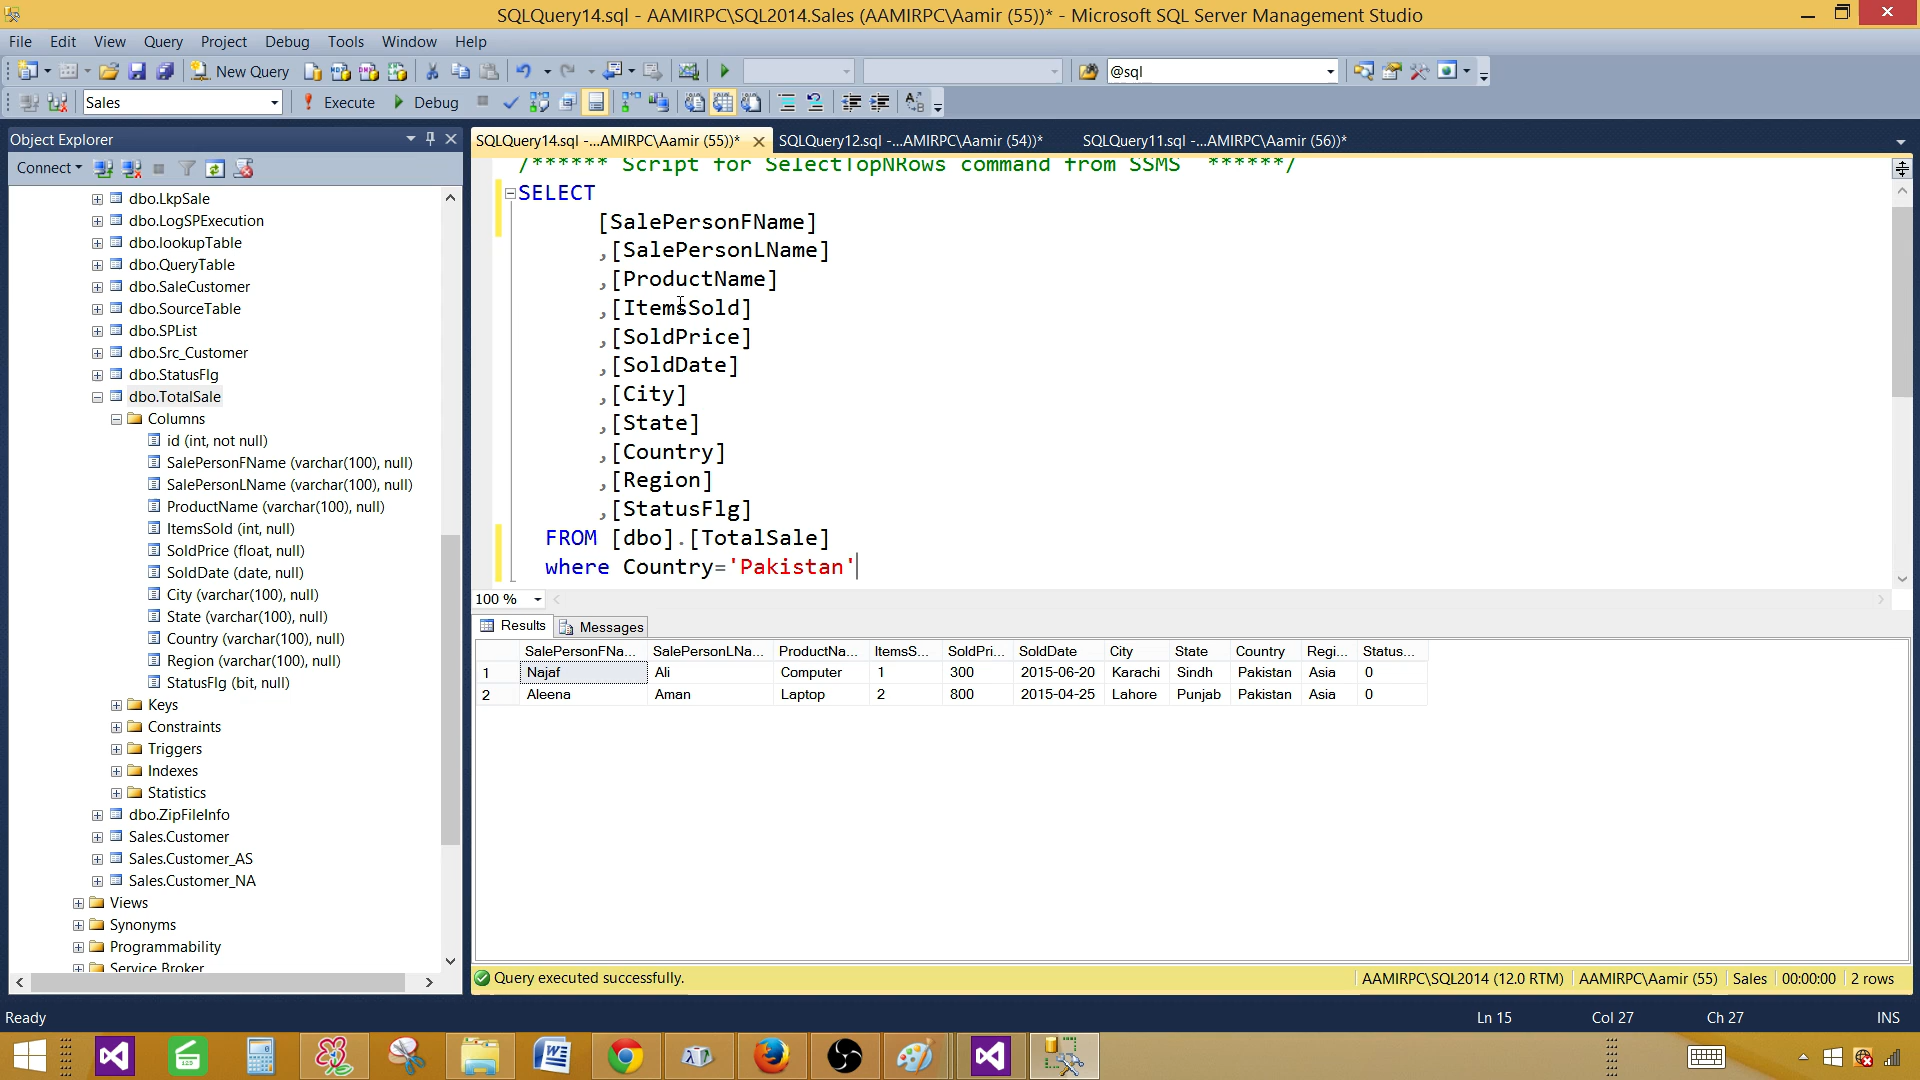 SQLQuery14.sql - AAMIRPC\SQL2014.Sales (AAMIRPC\Aamir (55))* - Microsoft SQL Server Management Studio
File Edit View Query Project Debug Tools Window Help
New Query @sql
Sales Execute Debug
Object Explorer
Connect
dbo.LkpSale
dbo.LogSPExecution
dbo.lookupTable
dbo.QueryTable
dbo.SaleCustomer
dbo.SourceTable
dbo.SPList
dbo.Src_Customer
dbo.StatusFlg
dbo.TotalSale
Columns
id (int, not null)
SalePersonFName (varchar(100), null)
SalePersonLName (varchar(100), null)
ProductName (varchar(100), null)
ItemsSold (int, null)
SoldPrice (float, null)
SoldDate (date, null)
City (varchar(100), null)
State (varchar(100), null)
Country (varchar(100), null)
Region (varchar(100), null)
StatusFlg (bit, null)
Keys
Constraints
Triggers
Indexes
Statistics
dbo.ZipFileInfo
Sales.Customer
Sales.Customer_AS
Sales.Customer_NA
Views
Synonyms
Programmability
Service Broker
SQLQuery14.sql -...AMIRPC\Aamir (55))* SQLQuery12.sql -...AMIRPC\Aamir (54))* SQLQuery11.sql -...AMIRPC\Aamir (56))*
/****** Script for SelectTopNRows command from SSMS ******/
SELECT
[SalePersonFName]
,[SalePersonLName]
,[ProductName]
,[ItemsSold]
,[SoldPrice]
,[SoldDate]
,[City]
,[State]
,[Country]
,[Region]
,[StatusFlg]
FROM [dbo].[TotalSale]
where Country='Pakistan'
100 %
Results Messages
SalePersonFNa... SalePersonLNa... ProductNa... ItemsS... SoldPri... SoldDate City State Country Regi... Status...
1 Najaf Ali Computer 1 300 2015-06-20 Karachi Sindh Pakistan Asia 0
2 Aleena Aman Laptop 2 800 2015-04-25 Lahore Punjab Pakistan Asia 0
Query executed successfully. AAMIRPC\SQL2014 (12.0 RTM) AAMIRPC\Aamir (55) Sales 00:00:00 2 rows
Ready Ln 15 Col 27 Ch 27 INS